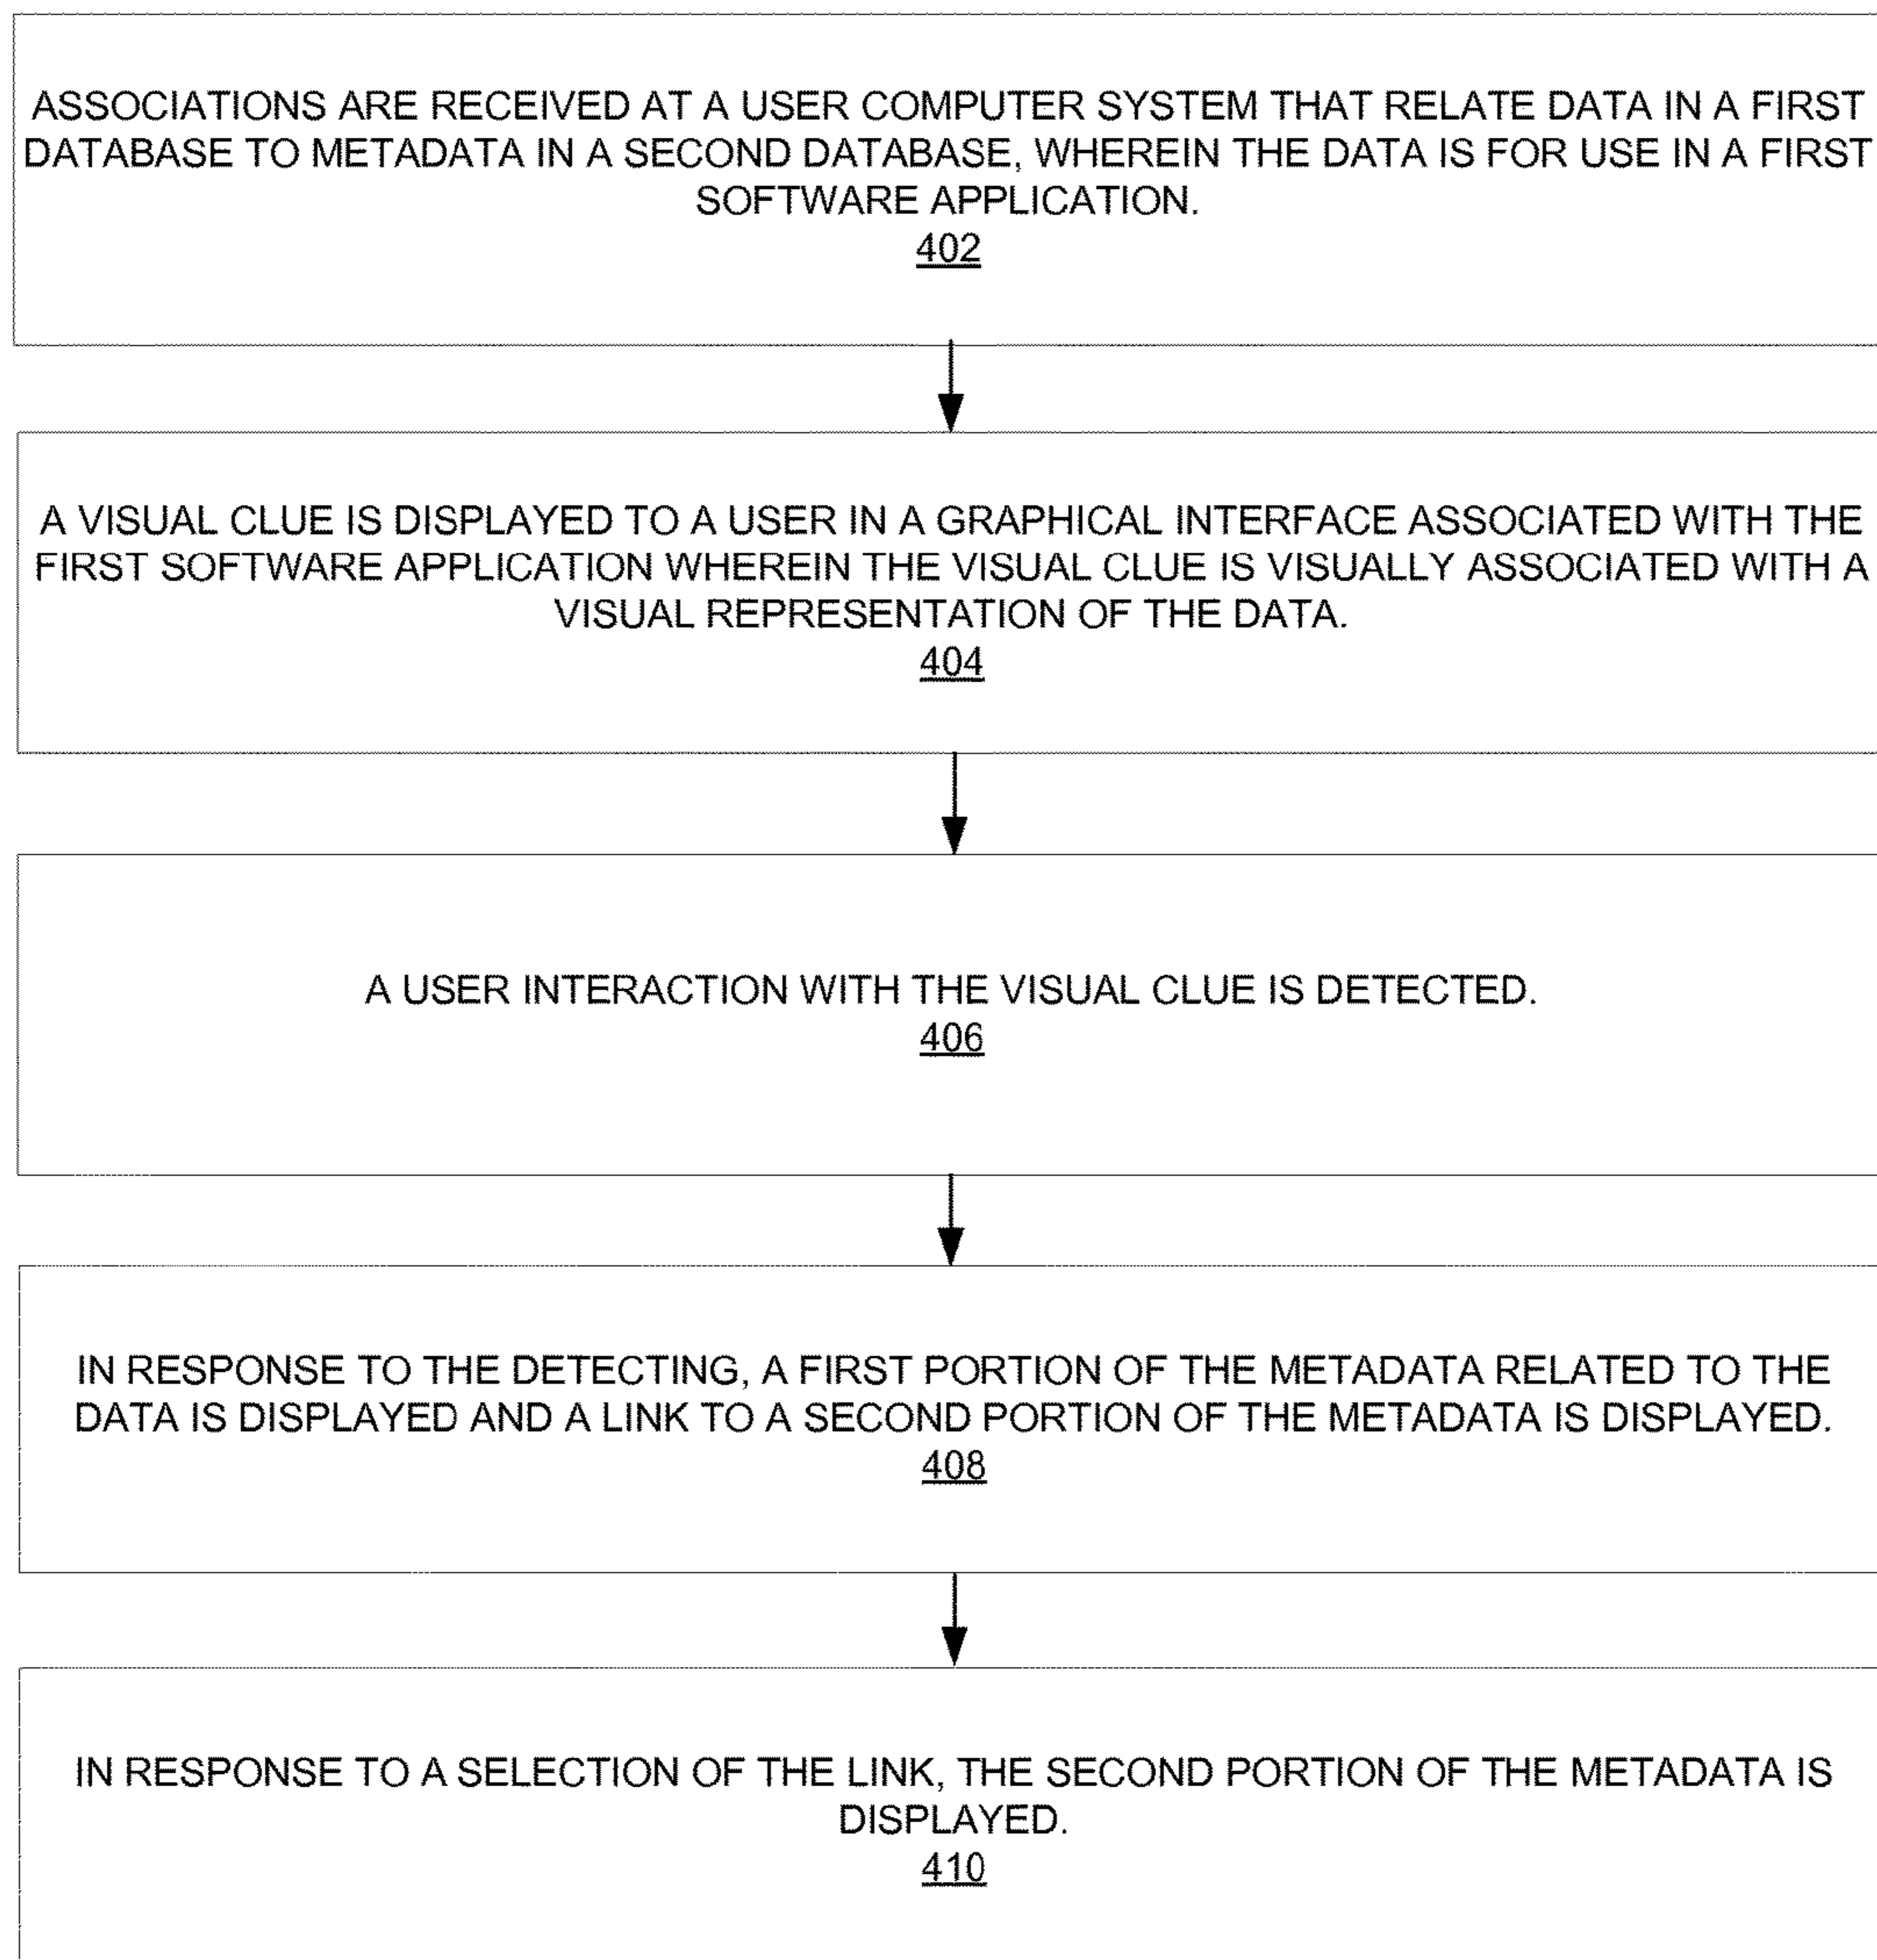 ASSOCIATIONS ARE RECEIVED AT A USER COMPUTER SYSTEM THAT RELATE DATA IN A FIRST
DATABASE TO METADATA IN A SECOND DATABASE, WHEREIN THE DATA IS FOR USE IN A FIRST
SOFTWARE APPLICATION.
402
A VISUAL CLUE IS DISPLAYED TO A USER IN A GRAPHICAL INTERFACE ASSOCIATED WITH THE
FIRST SOFTWARE APPLICATION WHEREIN THE VISUAL CLUE IS VISUALLY ASSOCIATED WITH A
VISUAL REPRESENTATION OF THE DATA.
404
A USER INTERACTION WITH THE VISUAL CLUE IS DETECTED.
406
IN RESPONSE TO THE DETECTING, A FIRST PORTION OF THE METADATA RELATED TO THE
DATA IS DISPLAYED AND A LINK TO A SECOND PORTION OF THE METADATA IS DISPLAYED.
408
IN RESPONSE TO A SELECTION OF THE LINK, THE SECOND PORTION OF THE METADATA IS
DISPLAYED.
410